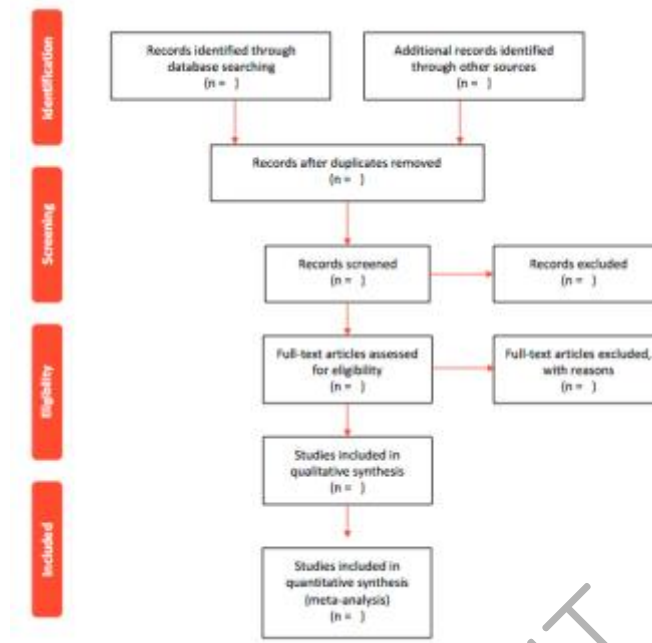 Identification
Records identified through
database searching
(n =   )
Additional records identified
through other sources
(n =   )
Records after duplicates removed
(n =   )
Screening
Records screened
(n =   )
Records excluded
(n =   )
Eligibility
Full-text articles assessed
for eligibility
(n =   )
Full-text articles excluded,
with reasons
(n =   )
Studies included in
qualitative synthesis
(n =   )
Included
Studies included in
quantitative synthesis
(meta-analysis)
(n =   )